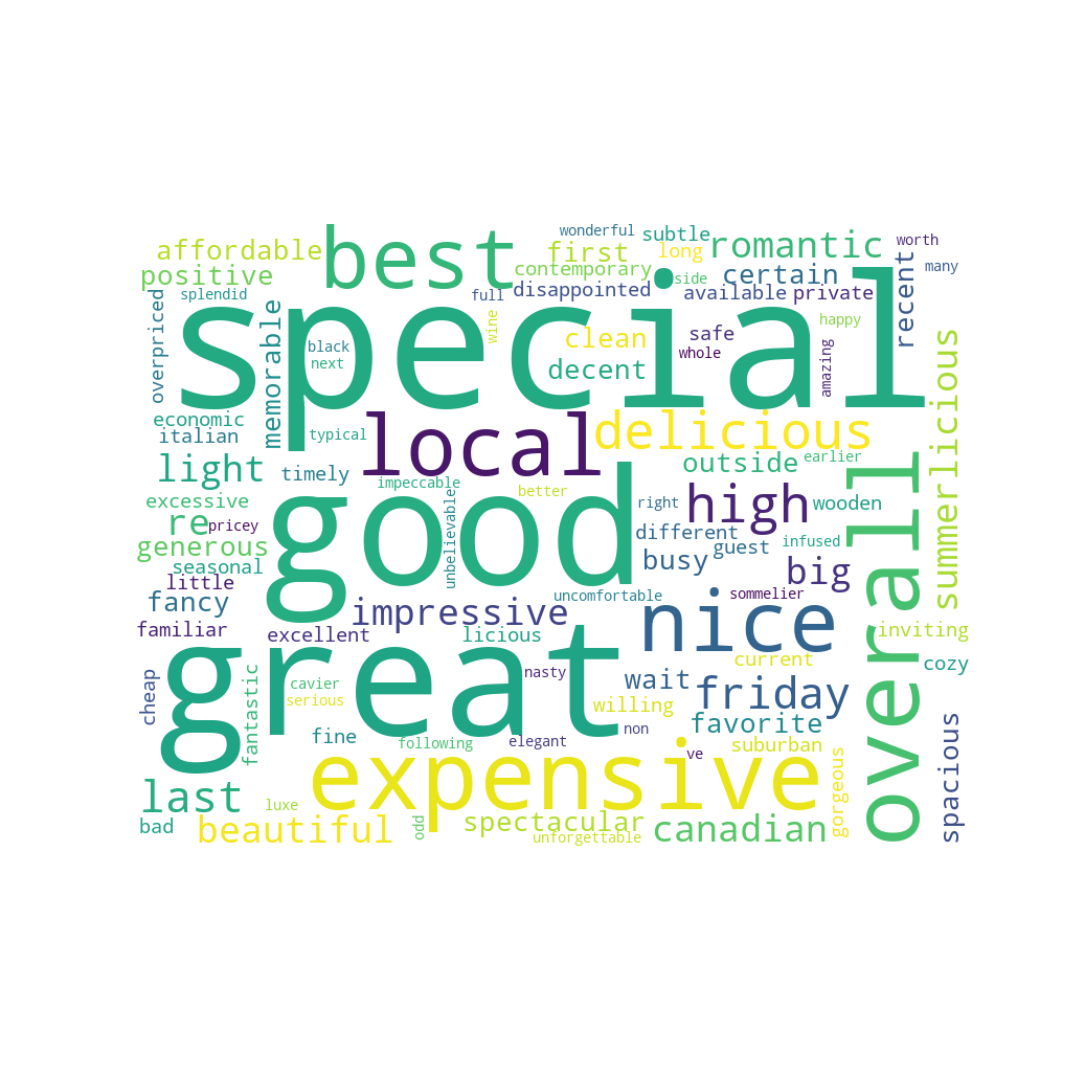 wonderful
subtle
best
affordable
first
long
romantic
worth
positive
contemporary
certain
many
splendid
full
disappointed
side
available
private
recent
overpriced
memorable
special
wine
clean
safe
happy
black
whole
next
decent
amazing
summerlicious
economic
local
delicious
italian
typical
light
timely
outside
earlier
impeccable
good
better
high
overall
excessive
unbelievable
right
wooden
re
pricey
different
generous
guest
infused
seasonal
busy
big
little
uncomfortable
sommelier
fancy
impressive
nice
familiar
excellent
licious
inviting
great
current
cozy
cheap
fantastic
cavier
nasty
wait
friday
serious
willing
favorite
non
fine
following
elegant
suburban
ve
spacious
expensive
gorgeous
last
luxe
bad
beautiful
odd
spectacular
unforgettable
canadian